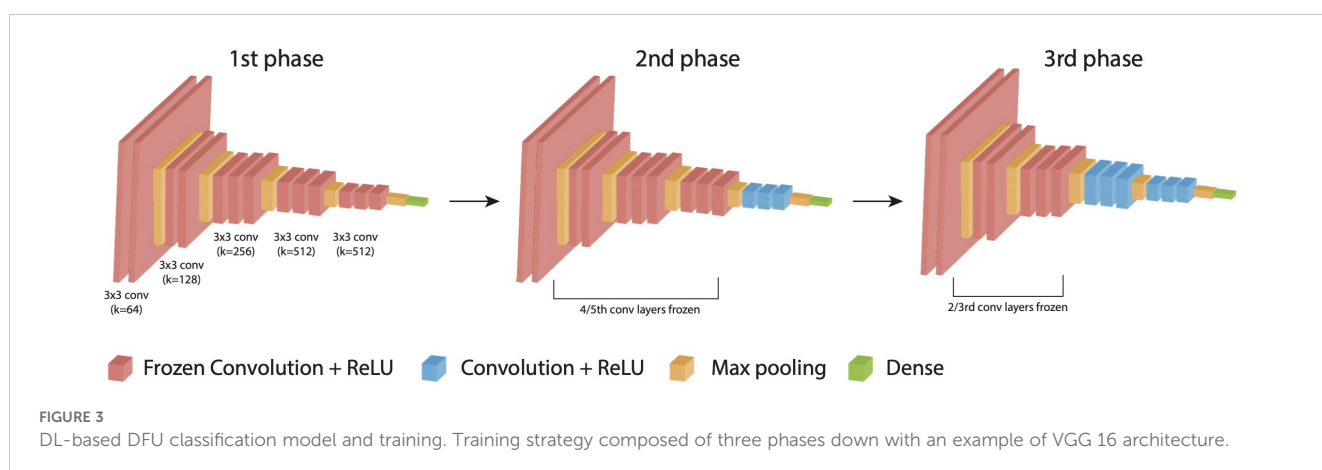 1st phase
2nd phase
3rd phase
3x3 conv
(k=64)
3x3 conv
(k=128)
3x3 conv
(k=256)
3x3 conv
(k=512)
3x3 conv
(k=512)
4/5th conv layers frozen
2/3rd conv layers frozen
Frozen Convolution + ReLU
Convolution + ReLU
Max pooling
Dense
FIGURE 3
DL-based DFU classification model and training. Training strategy composed of three phases down with an example of VGG 16 architecture.